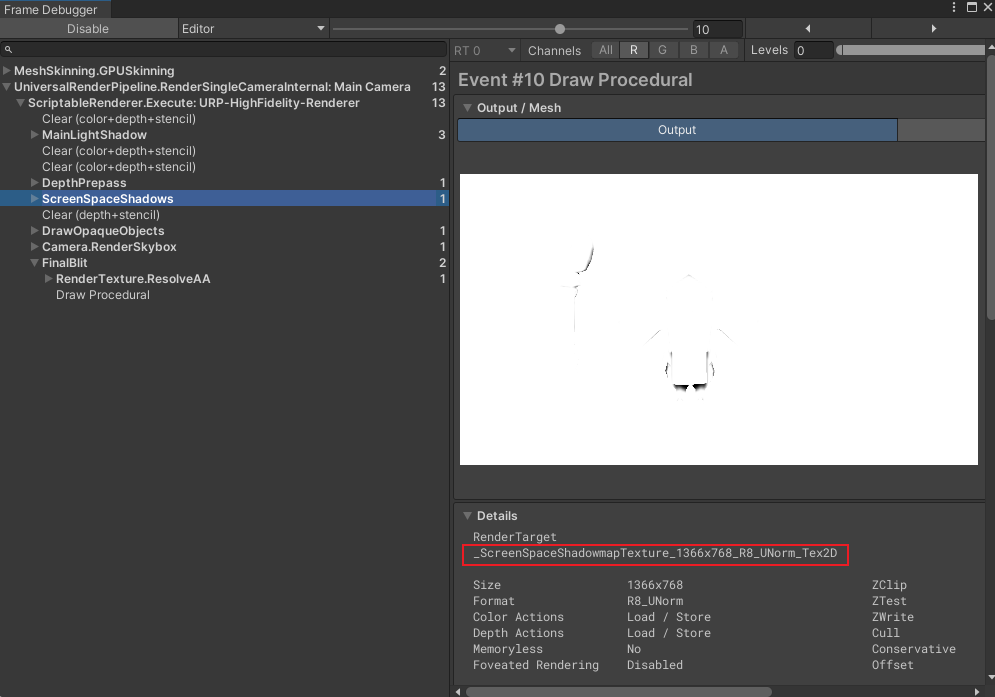 Frame Debugger
Disable Editor 10
RT 0 Channels All R G B A Levels 0
MeshSkinning.GPUSkinning 2
UniversalRenderPipeline.RenderSingleCameraInternal: Main Camera 13
ScriptableRenderer.Execute: URP-HighFidelity-Renderer 13
Clear (color+depth+stencil)
MainLightShadow 3
Clear (color+depth+stencil)
Clear (color+depth+stencil)
DepthPrepass 1
ScreenSpaceShadows 1
Clear (depth+stencil)
DrawOpaqueObjects 1
Camera.RenderSkybox 1
FinalBlit 2
RenderTexture.ResolveAA 1
Draw Procedural
Event #10 Draw Procedural
Output / Mesh
Output
Details
RenderTarget
_ScreenSpaceShadowmapTexture_1366x768_R8_UNorm_Tex2D
Size 1366x768 ZClip
Format R8_UNorm ZTest
Color Actions Load / Store ZWrite
Depth Actions Load / Store Cull
Memoryless No Conservative
Foveated Rendering Disabled Offset